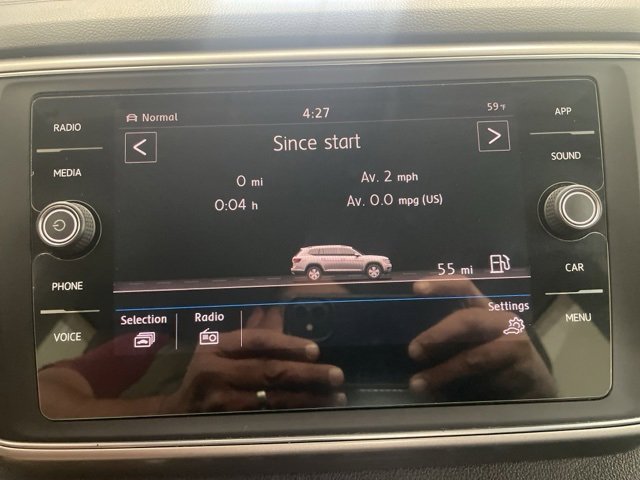 Normal
4:27
59°F
Since start
0 mi
Av. 2 mph
0:04 h
Av. 0.0 mpg (US)
55 mi
Selection
Radio
Settings
RADIO
MEDIA
PHONE
VOICE
APP
SOUND
CAR
MENU